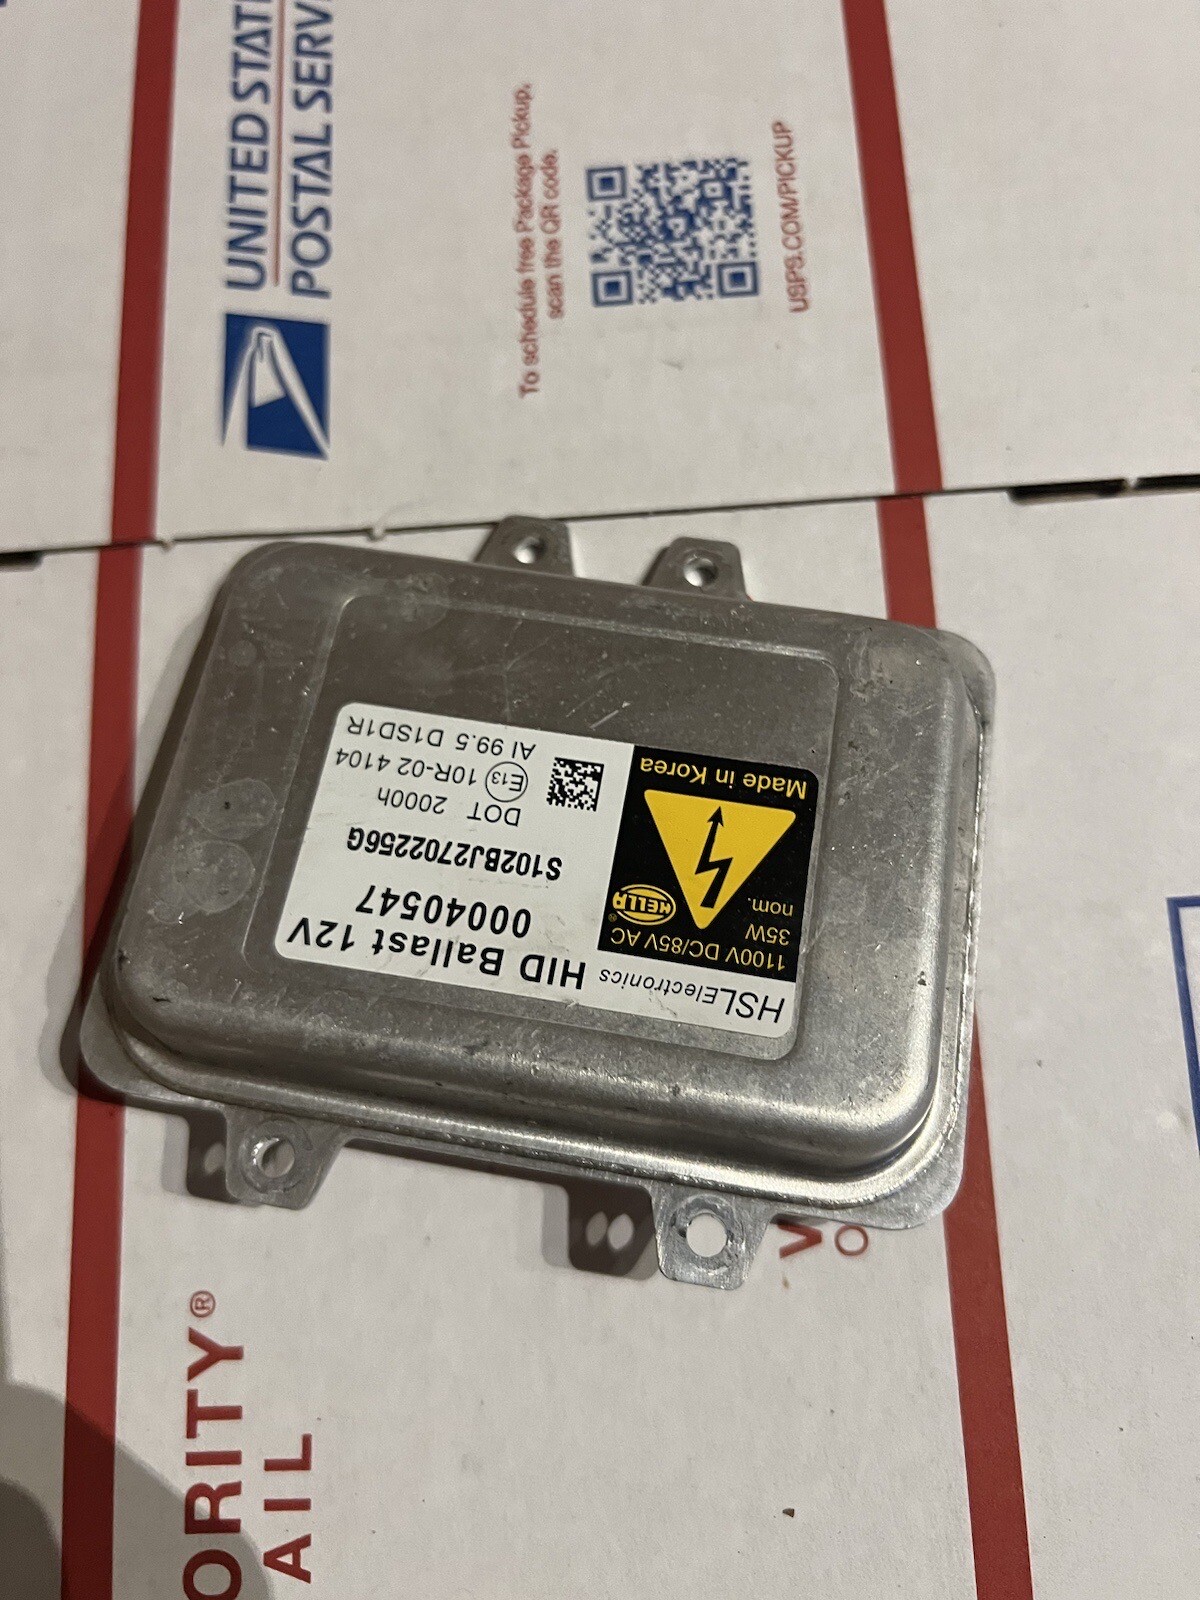 UNITED STATE
POSTAL SERV
To schedule free Package Pickup,
scan the QR code.
USPS.COM/PICKUP
HSLElectronics HID Ballast 12V
1100V DC/85V AC
35W
nom.
HELLA®
Made in Korea
00040547
S102BJ2702256G
DOT 2000h
E13 10R-02 4104
AI 99.5 D1SD1R
ORITY®
AIL
V
O